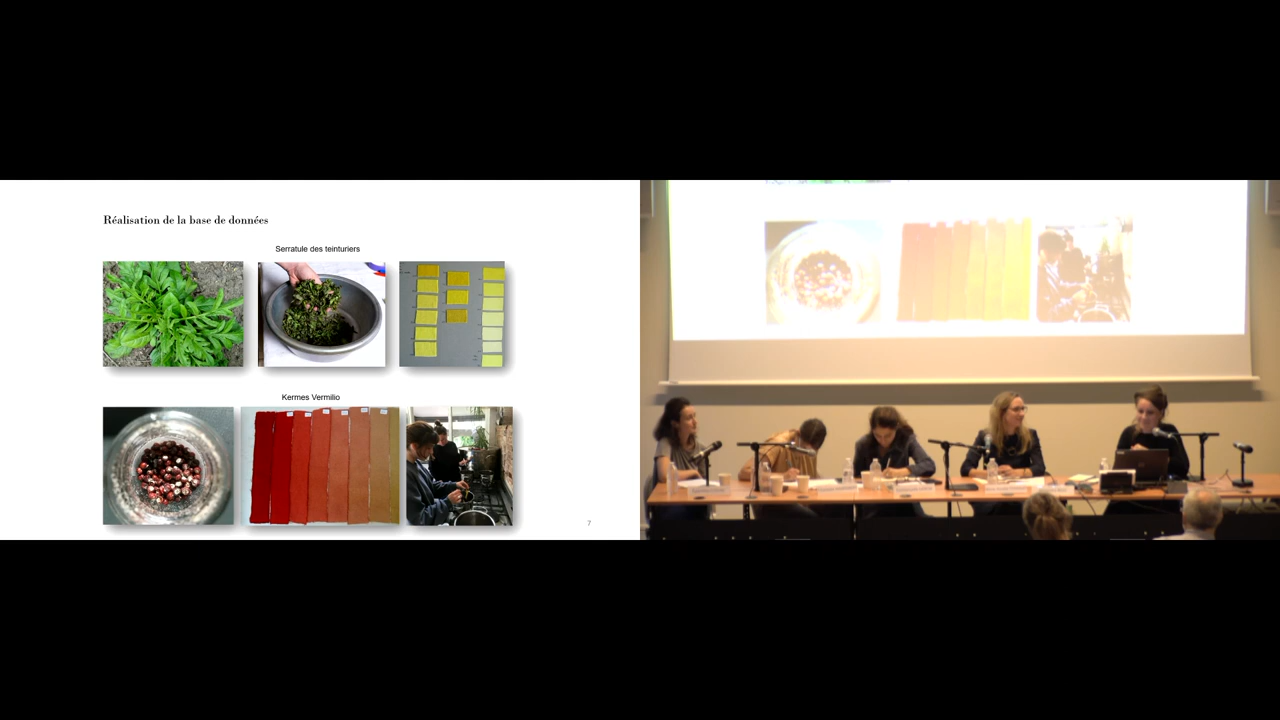 Réalisation de la base de données
Serratule des teinturiers
Kermes Vermilio
7